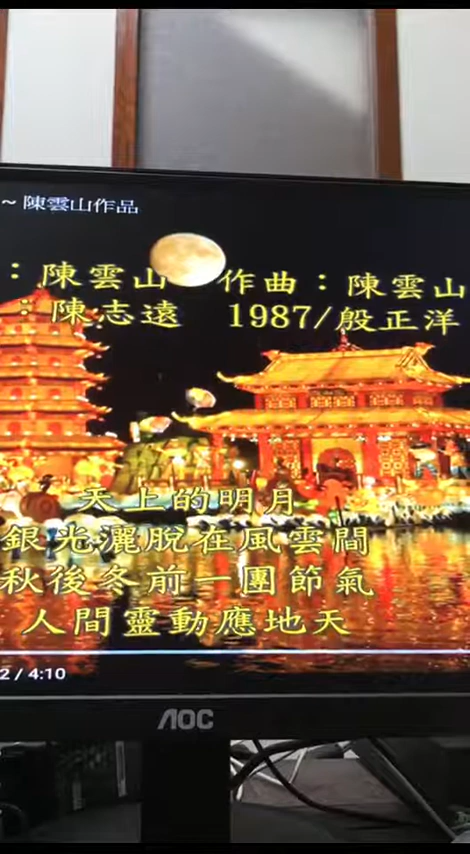 ~ 陳雲山作品
：陳雲山 作曲：陳雲山
：陳志遠 1987/殷正洋
天上的明月
銀光灑脫在風雲間
秋後冬前一團節氣
人間靈動應地天
2 / 4:10
AOC